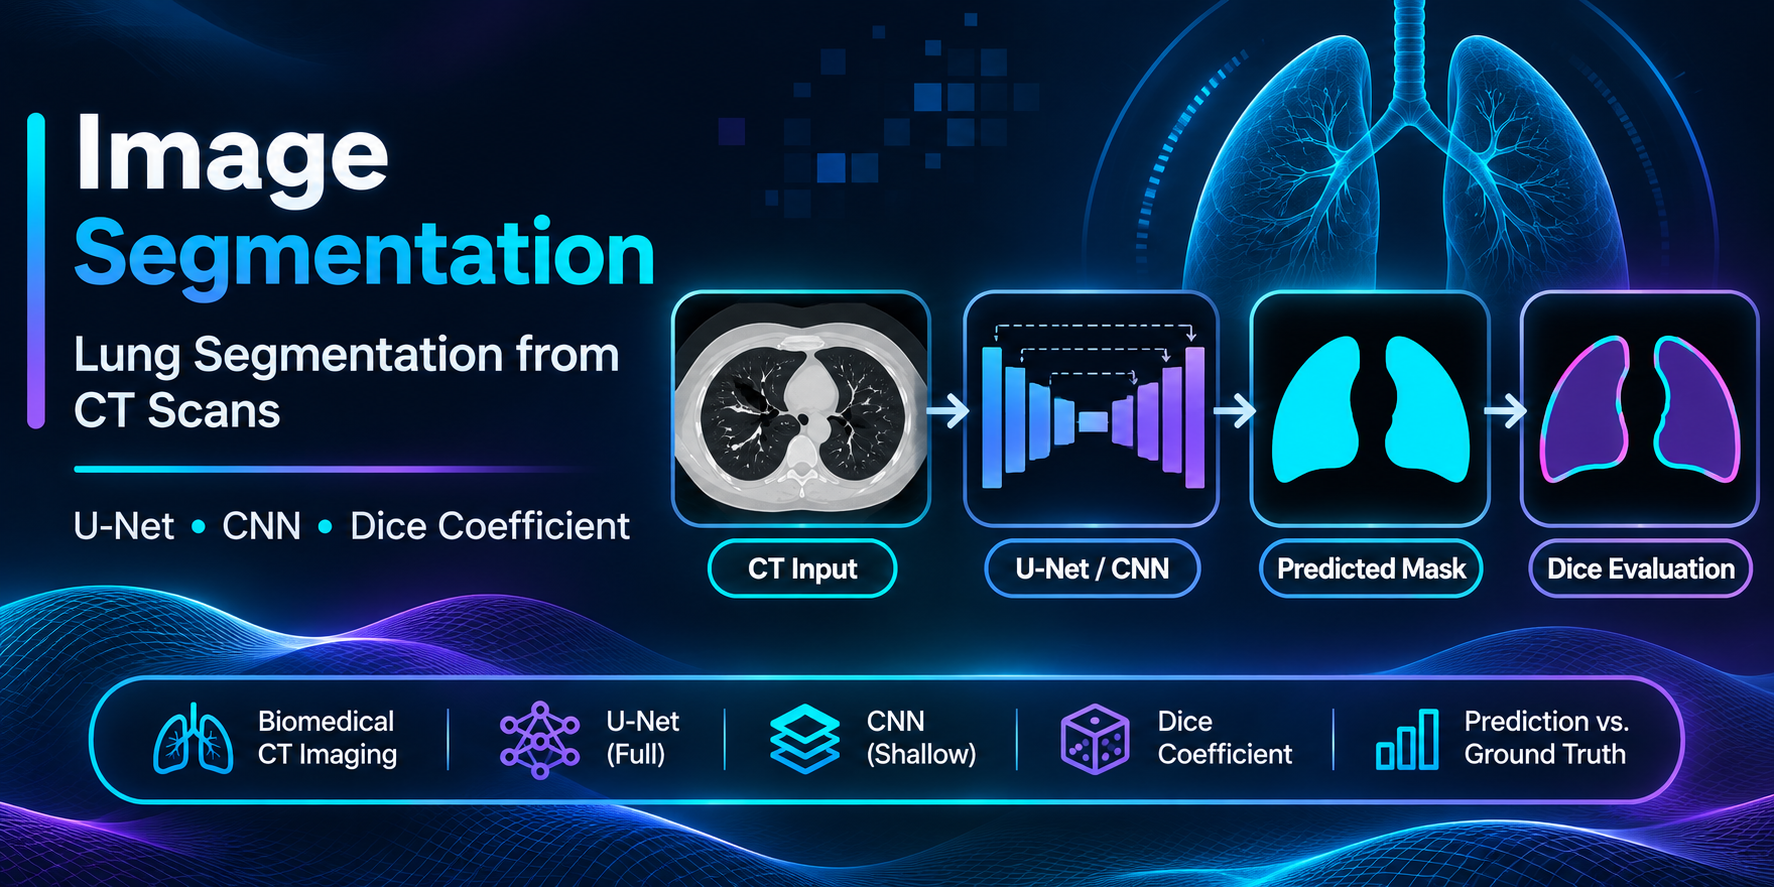 Image
Segmentation
Lung Segmentation from
CT Scans
U-Net • CNN • Dice Coefficient
CT Input
U-Net / CNN
Predicted Mask
Dice Evaluation
Biomedical
CT Imaging
U-Net
(Full)
CNN
(Shallow)
Dice
Coefficient
Prediction vs.
Ground Truth